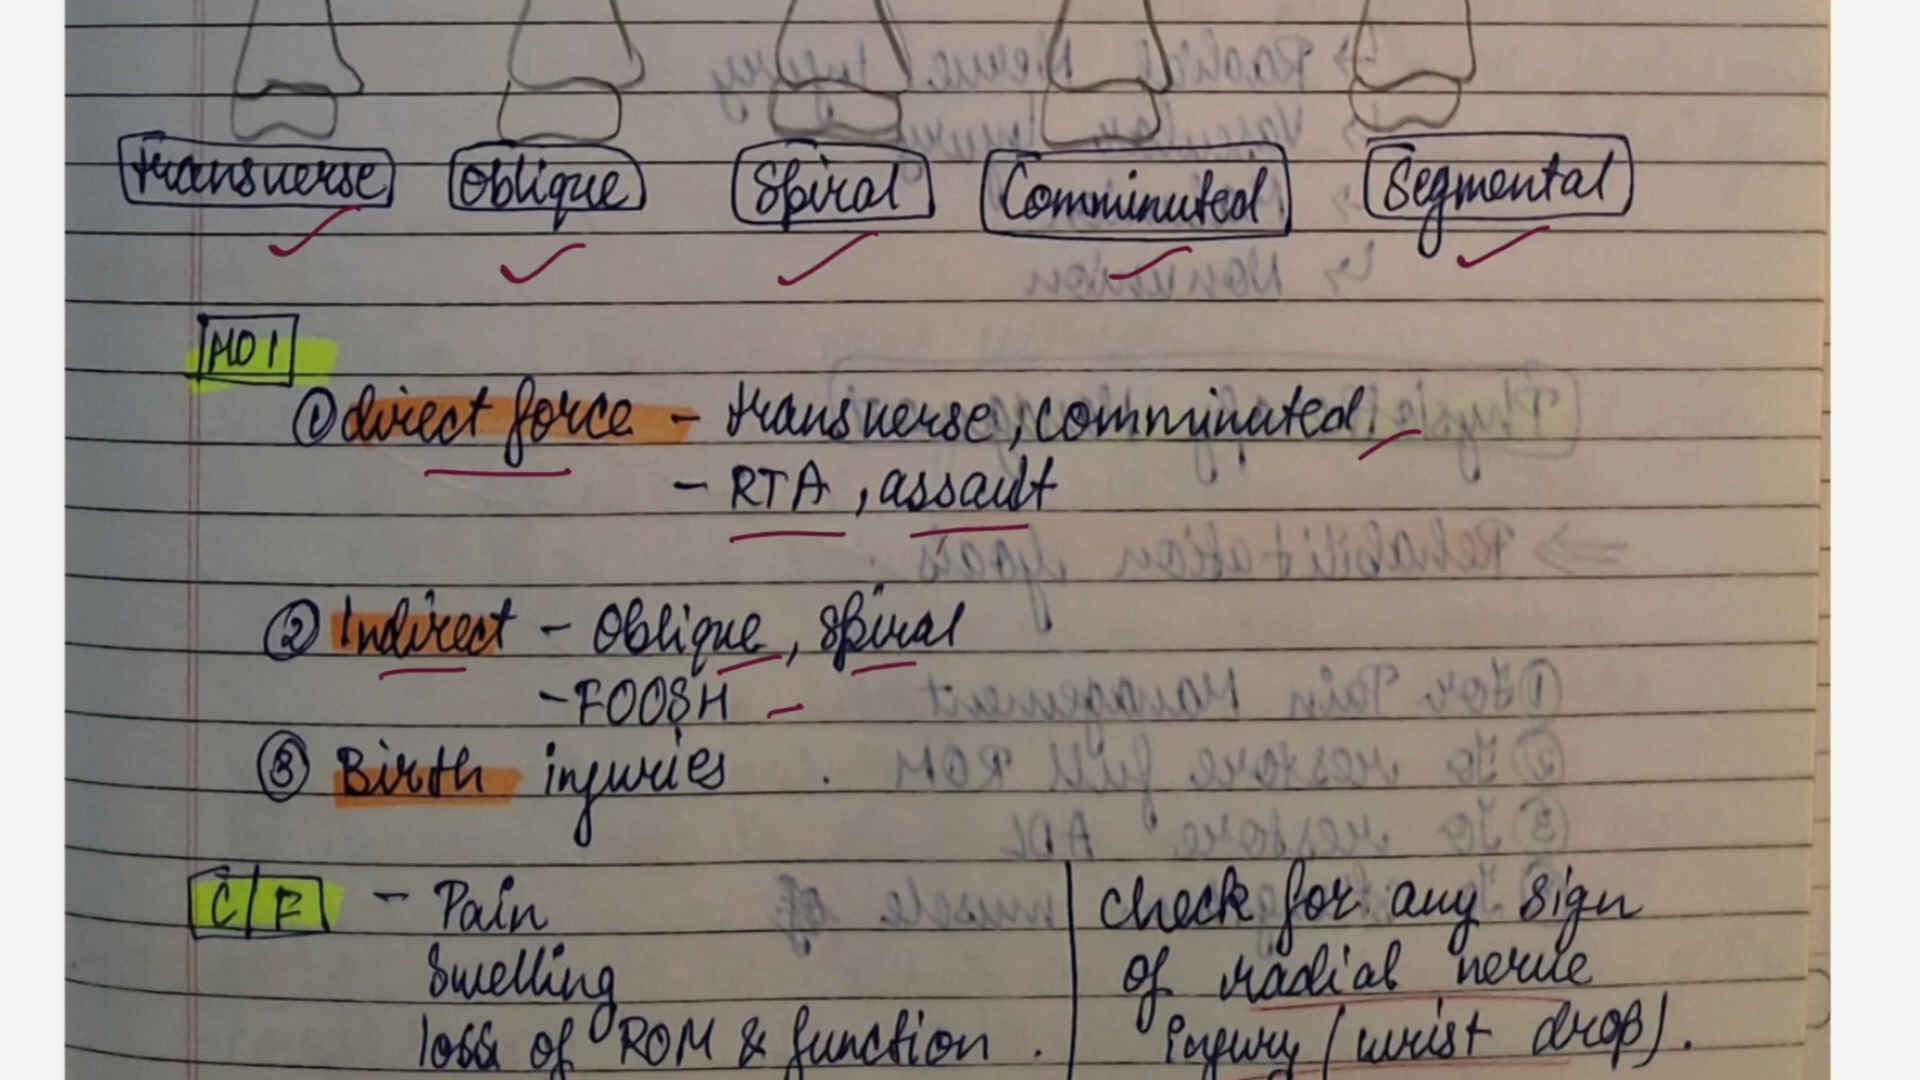 transverse oblique Spiral Comminuted Segmental
MOI
① direct force - transverse, comminuted.
- RTA, assault
② Indirect - Oblique, spiral
- FOOSH
③ Birth injuries
C/F - Pain
Swelling
loss of ROM & function.
check for any sign
of radial nerve
injury (wrist drop).